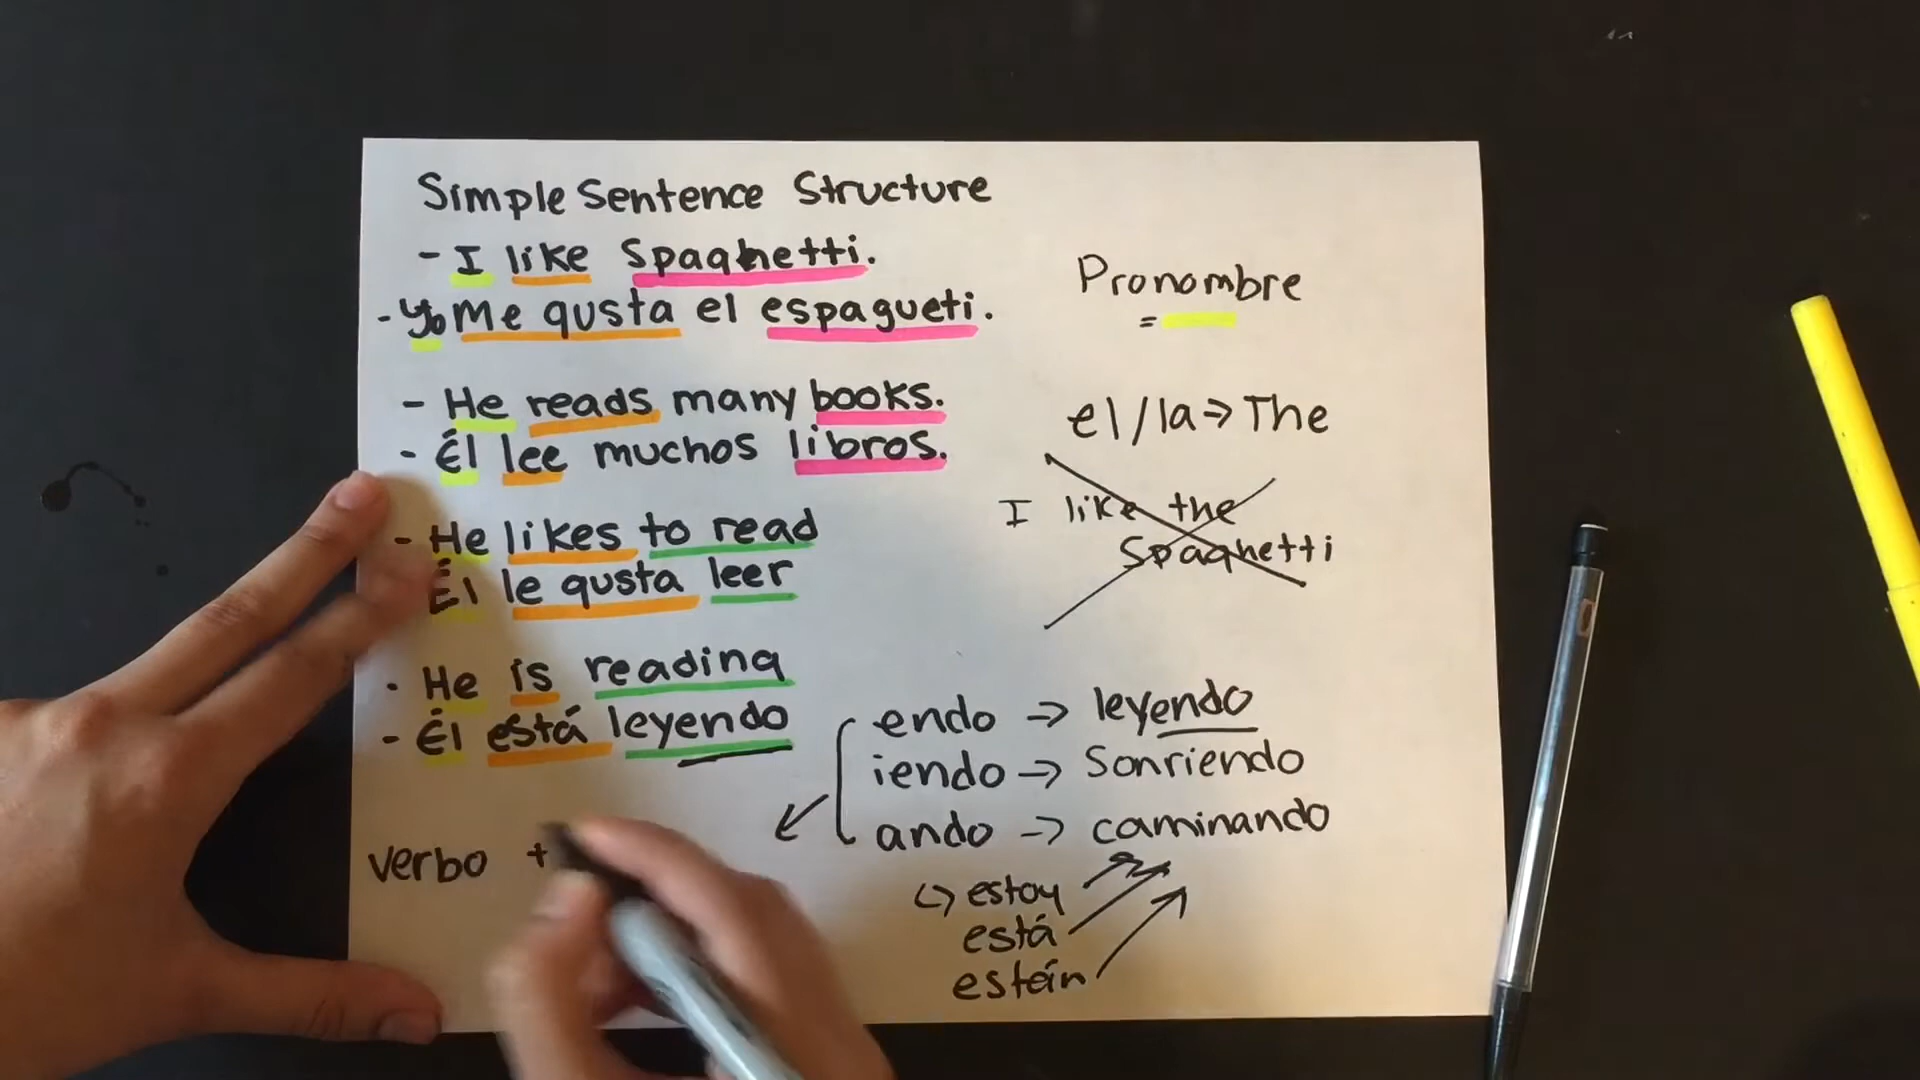 Simple Sentence Structure
- I like Spaghetti.
- Yo Me gusta el espagueti.
- He reads many books.
- Él lee muchos libros.
- He likes to read
Él le gusta leer
- He is reading
- Él está leyendo
verbo +
Pronombre
=
el/la => The
I like the
Spaghetti
endo -> leyendo
iendo -> Sonriendo
ando -> caminando
↳ estoy
está
están